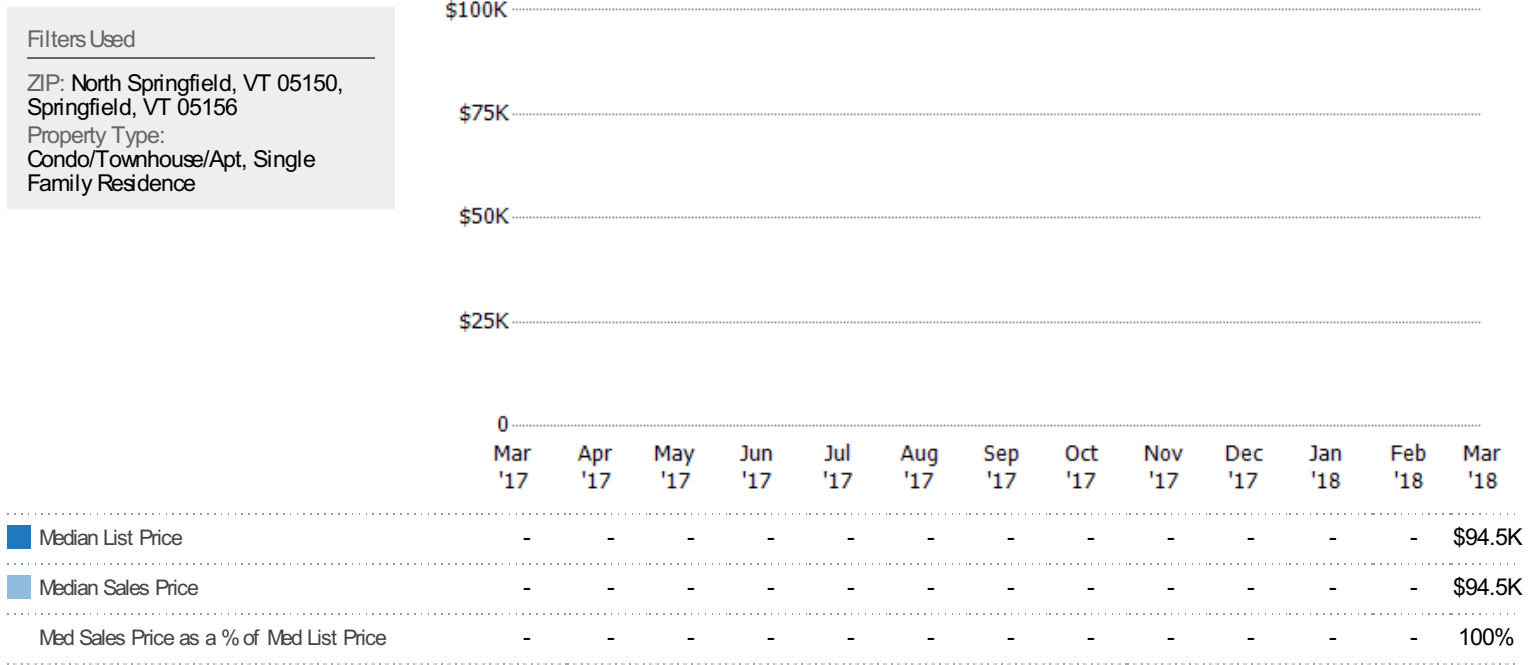 Filters Used
ZIP: North Springfield, VT 05150,
Springfield, VT 05156
Property Type:
Condo/Townhouse/Apt, Single
Family Residence
$100K
$75K
$50K
$25K
0
Mar Apr May Jun Jul Aug Sep Oct Nov Dec Jan Feb Mar
'17 '17 '17 '17 '17 '17 '17 '17 '17 '17 '18 '18 '18
Median List Price - - - - - - - - - - - - $94.5K
Median Sales Price - - - - - - - - - - - - $94.5K
Med Sales Price as a % of Med List Price - - - - - - - - - - - - 100%